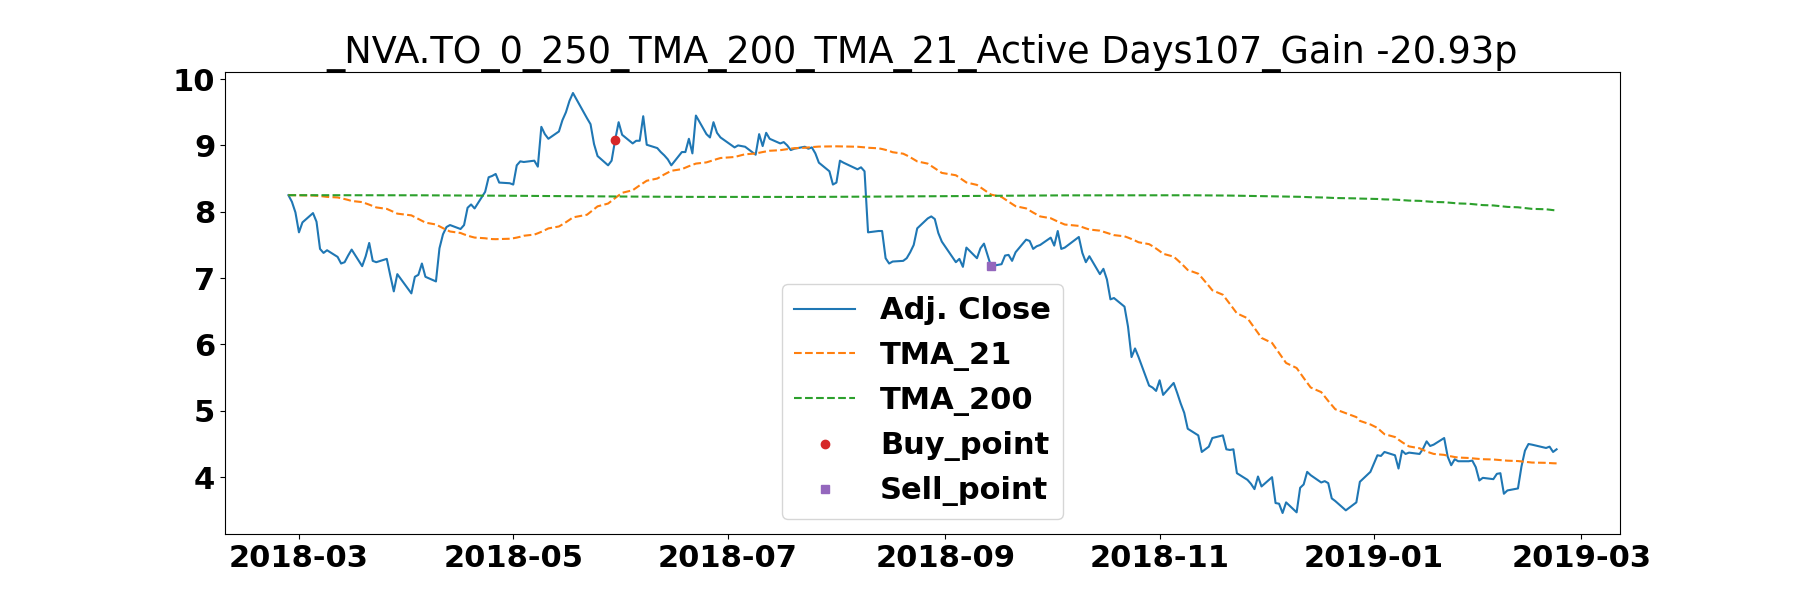 _NVA.TO_0_250_TMA_200_TMA_21_Active Days107_Gain -20.93p
10
9
8
7
6
5
4
Adj. Close
TMA_21
TMA_200
Buy_point
Sell_point
2018-03 2018-05 2018-07 2018-09 2018-11 2019-01 2019-03